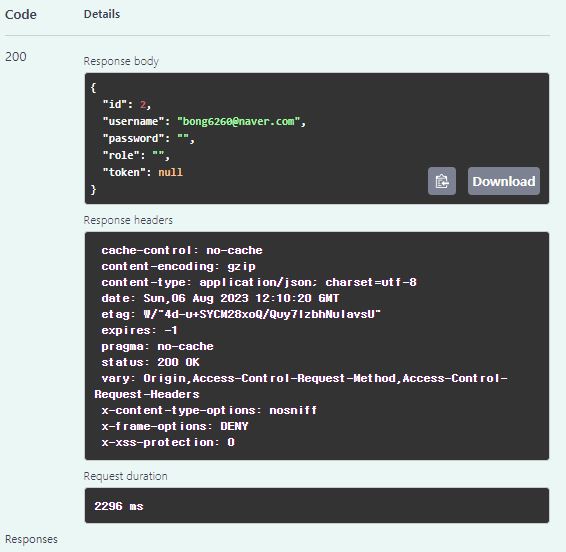 Code Details
200
Response body
{
"id": 2,
"username": "bong6260@naver.com",
"password": "",
"role": "",
"token": null
}
Download
Response headers
cache-control: no-cache
content-encoding: gzip
content-type: application/json; charset=utf-8
date: Sun,06 Aug 2023 12:10:20 GMT
etag: W/"4d-u+SYCM28xoQ/Quy7IzbhNulavsU"
expires: -1
pragma: no-cache
status: 200 OK
vary: Origin,Access-Control-Request-Method,Access-Control-
Request-Headers
x-content-type-options: nosniff
x-frame-options: DENY
x-xss-protection: 0
Request duration
2296 ms
Responses